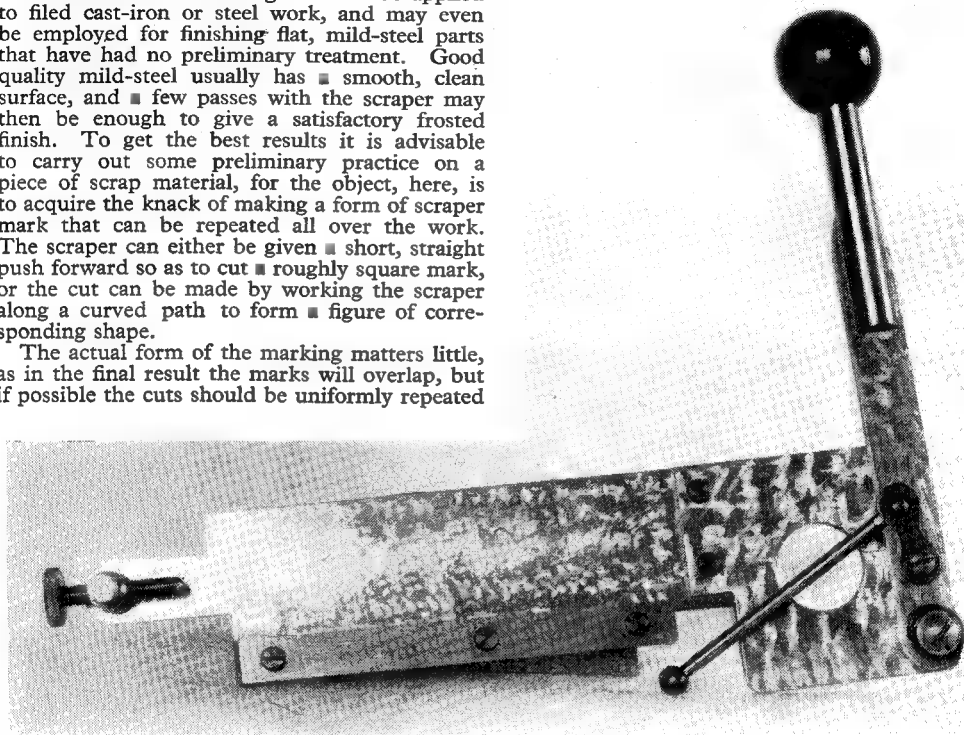 to filed cast-iron or steel work, and may even
be employed for finishing flat, mild-steel parts
that have had no preliminary treatment. Good
quality mild-steel usually has a smooth, clean
surface, and a few passes with the scraper may
then be enough to give a satisfactory frosted
finish. To get the best results it is advisable
to carry out some preliminary practice on a
piece of scrap material, for the object, here, is
to acquire the knack of making a form of scraper
mark that can be repeated all over the work.
The scraper can either be given a short, straight
push forward so as to cut a roughly square mark,
or the cut can be made by working the scraper
along a curved path to form a figure of corre-
sponding shape.
The actual form of the marking matters little,
as in the final result the marks will overlap, but
if possible the cuts should be uniformly repeated